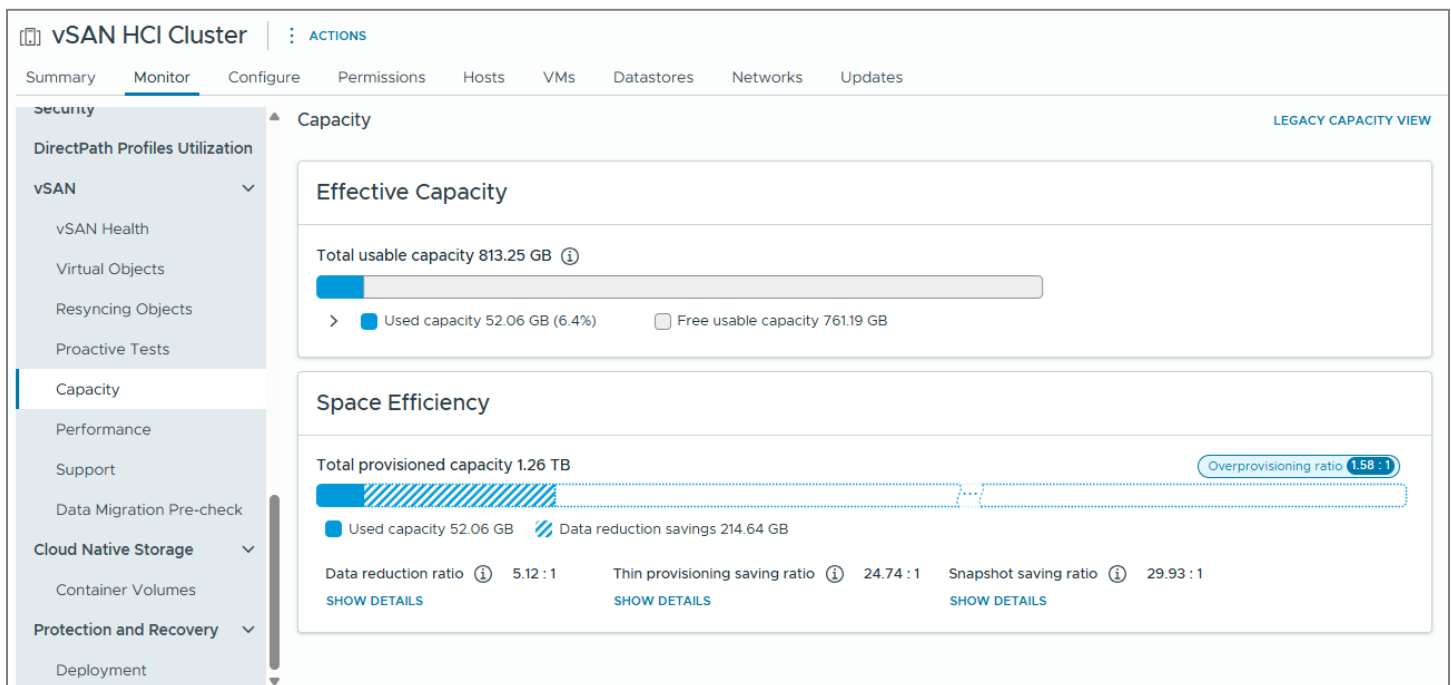 vSAN HCI Cluster ACTIONS
Summary Monitor Configure Permissions Hosts VMs Datastores Networks Updates
Security
DirectPath Profiles Utilization
vSAN
vSAN Health
Virtual Objects
Resyncing Objects
Proactive Tests
Capacity
Performance
Support
Data Migration Pre-check
Cloud Native Storage
Container Volumes
Protection and Recovery
Deployment
Capacity LEGACY CAPACITY VIEW
Effective Capacity
Total usable capacity 813.25 GB
Used capacity 52.06 GB (6.4%) Free usable capacity 761.19 GB
Space Efficiency
Total provisioned capacity 1.26 TB Overprovisioning ratio 1.58 : 1
Used capacity 52.06 GB Data reduction savings 214.64 GB
Data reduction ratio 5.12 : 1 Thin provisioning saving ratio 24.74 : 1 Snapshot saving ratio 29.93 : 1
SHOW DETAILS SHOW DETAILS SHOW DETAILS